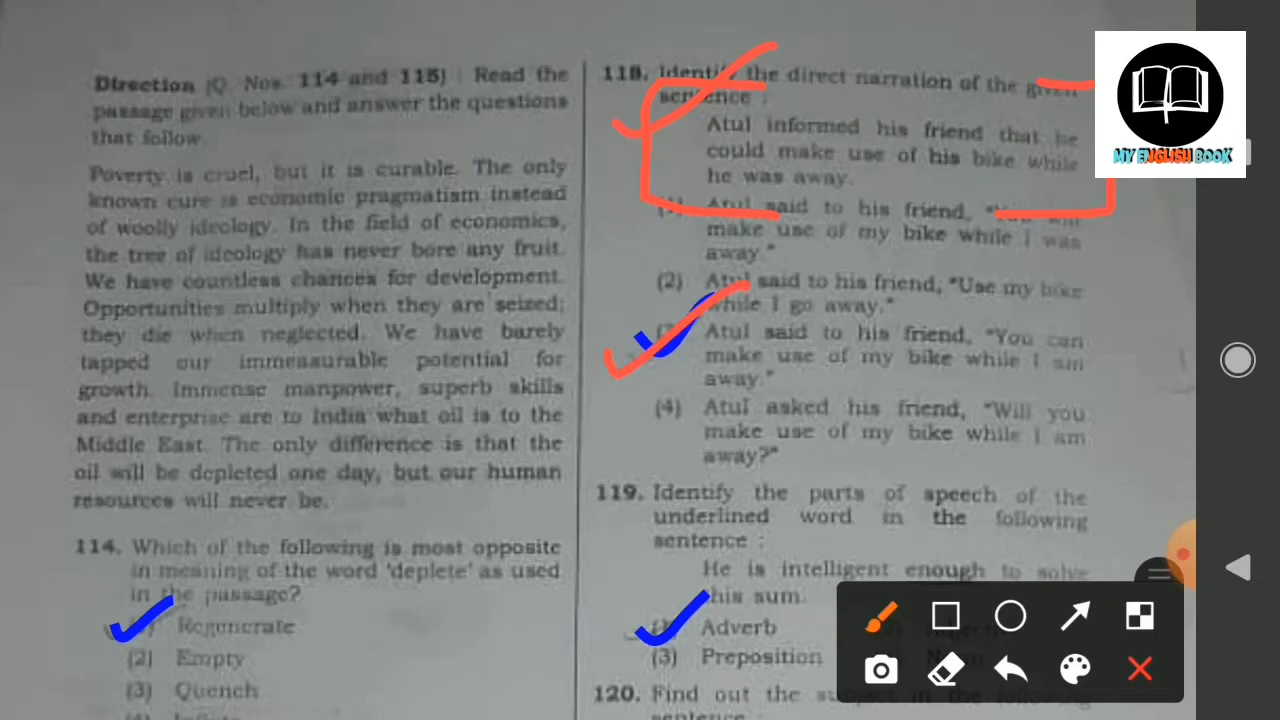 Direction (Q. Nos. 114 and 115) : Read the
passage given below and answer the questions
that follow.
Poverty is cruel, but it is curable. The only
known cure is economic pragmatism instead
of woolly ideology. In the field of economics,
the tree of ideology has never bore any fruit.
We have countless chances for development.
Opportunities multiply when they are seized;
they die when neglected. We have barely
tapped our immeasurable potential for
growth. Immense manpower, superb skills
and enterprise are to India what oil is to the
Middle East. The only difference is that the
oil will be depleted one day, but our human
resources will never be.
114. Which of the following is most opposite
in meaning of the word 'deplete' as used
in the passage?
Regenerate
(2) Empty
(3) Quench
118. Identify the direct narration of the given
sentence :
Atul informed his friend that he
could make use of his bike while
he was away.
(1) Atul said to his friend, "You will
make use of my bike while I was
away."
(2) Atul said to his friend, "Use my bike
while I go away."
Atul said to his friend, "You can
make use of my bike while I am
away."
(4) Atul asked his friend, "Will you
make use of my bike while I am
away?"
119. Identify the parts of speech of the
underlined word in the following
sentence :
He is intelligent enough to solve
this sum.
Adverb
(3) Preposition
120. Find out the subject in the following
sentence :
MY ENGLISH BOOK